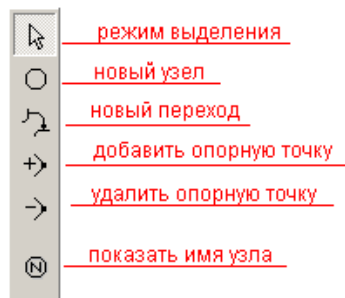 режим выделения
новый узел
новый переход
добавить опорную точку
удалить опорную точку
N
показать имя узла